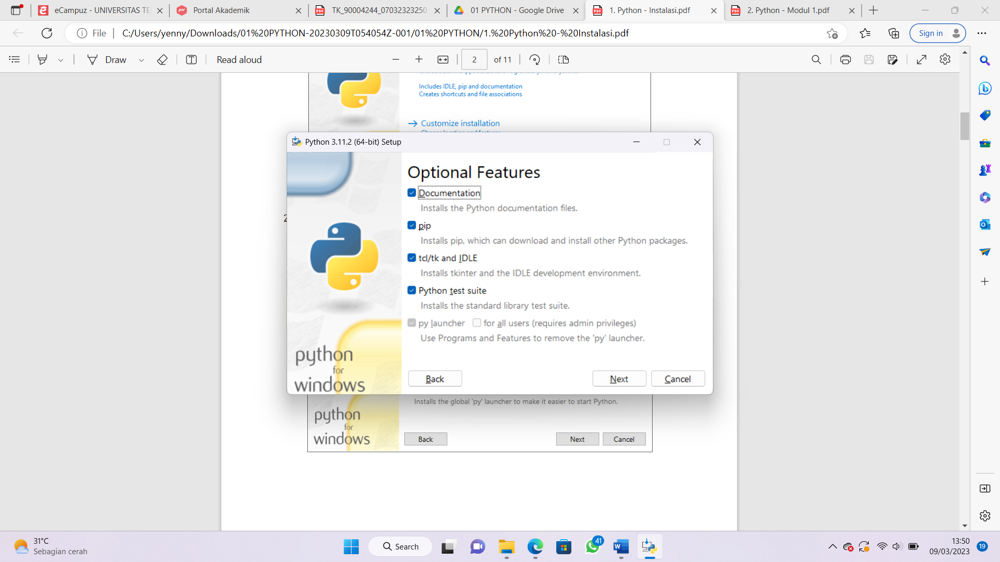 eCampuz - UNIVERSITAS TE
Portal Akademik
TK_90004244_07032323250
01 PYTHON - Google Drive
1. Python - Instalasi.pdf
2. Python - Modul 1.pdf
File
C:/Users/yenny/Downloads/01%20PYTHON-20230309T054054Z-001/01%20PYTHON/1.%20Python%20-%20Instalasi.pdf
Sign in
Draw
Read aloud
2
of 11
Includes IDLE, pip and documentation
Creates shortcuts and file associations
Customize installation
Python 3.11.2 (64-bit) Setup
Optional Features
Documentation
Installs the Python documentation files.
pip
Installs pip, which can download and install other Python packages.
tcl/tk and IDLE
Installs tkinter and the IDLE development environment.
Python test suite
Installs the standard library test suite.
py launcher for all users (requires admin privileges)
Use Programs and Features to remove the 'py' launcher.
python
for
windows
Back
Next
Cancel
Installs the global 'py' launcher to make it easier to start Python.
python
for
windows
Back
Next
Cancel
31°C
Sebagian cerah
Search
41
13:50
09/03/2023
19